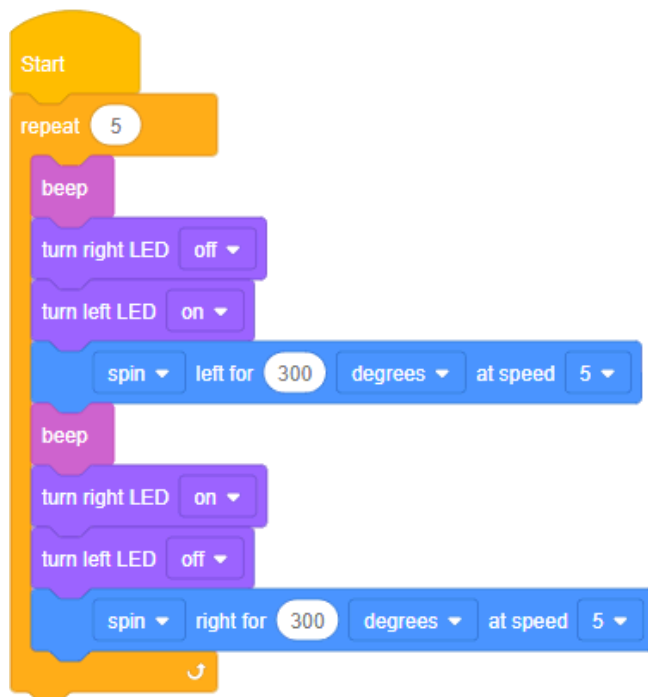 Start
repeat 5
beep
turn right LED off
turn left LED on
spin left for 300 degrees at speed 5
beep
turn right LED on
turn left LED off
spin right for 300 degrees at speed 5